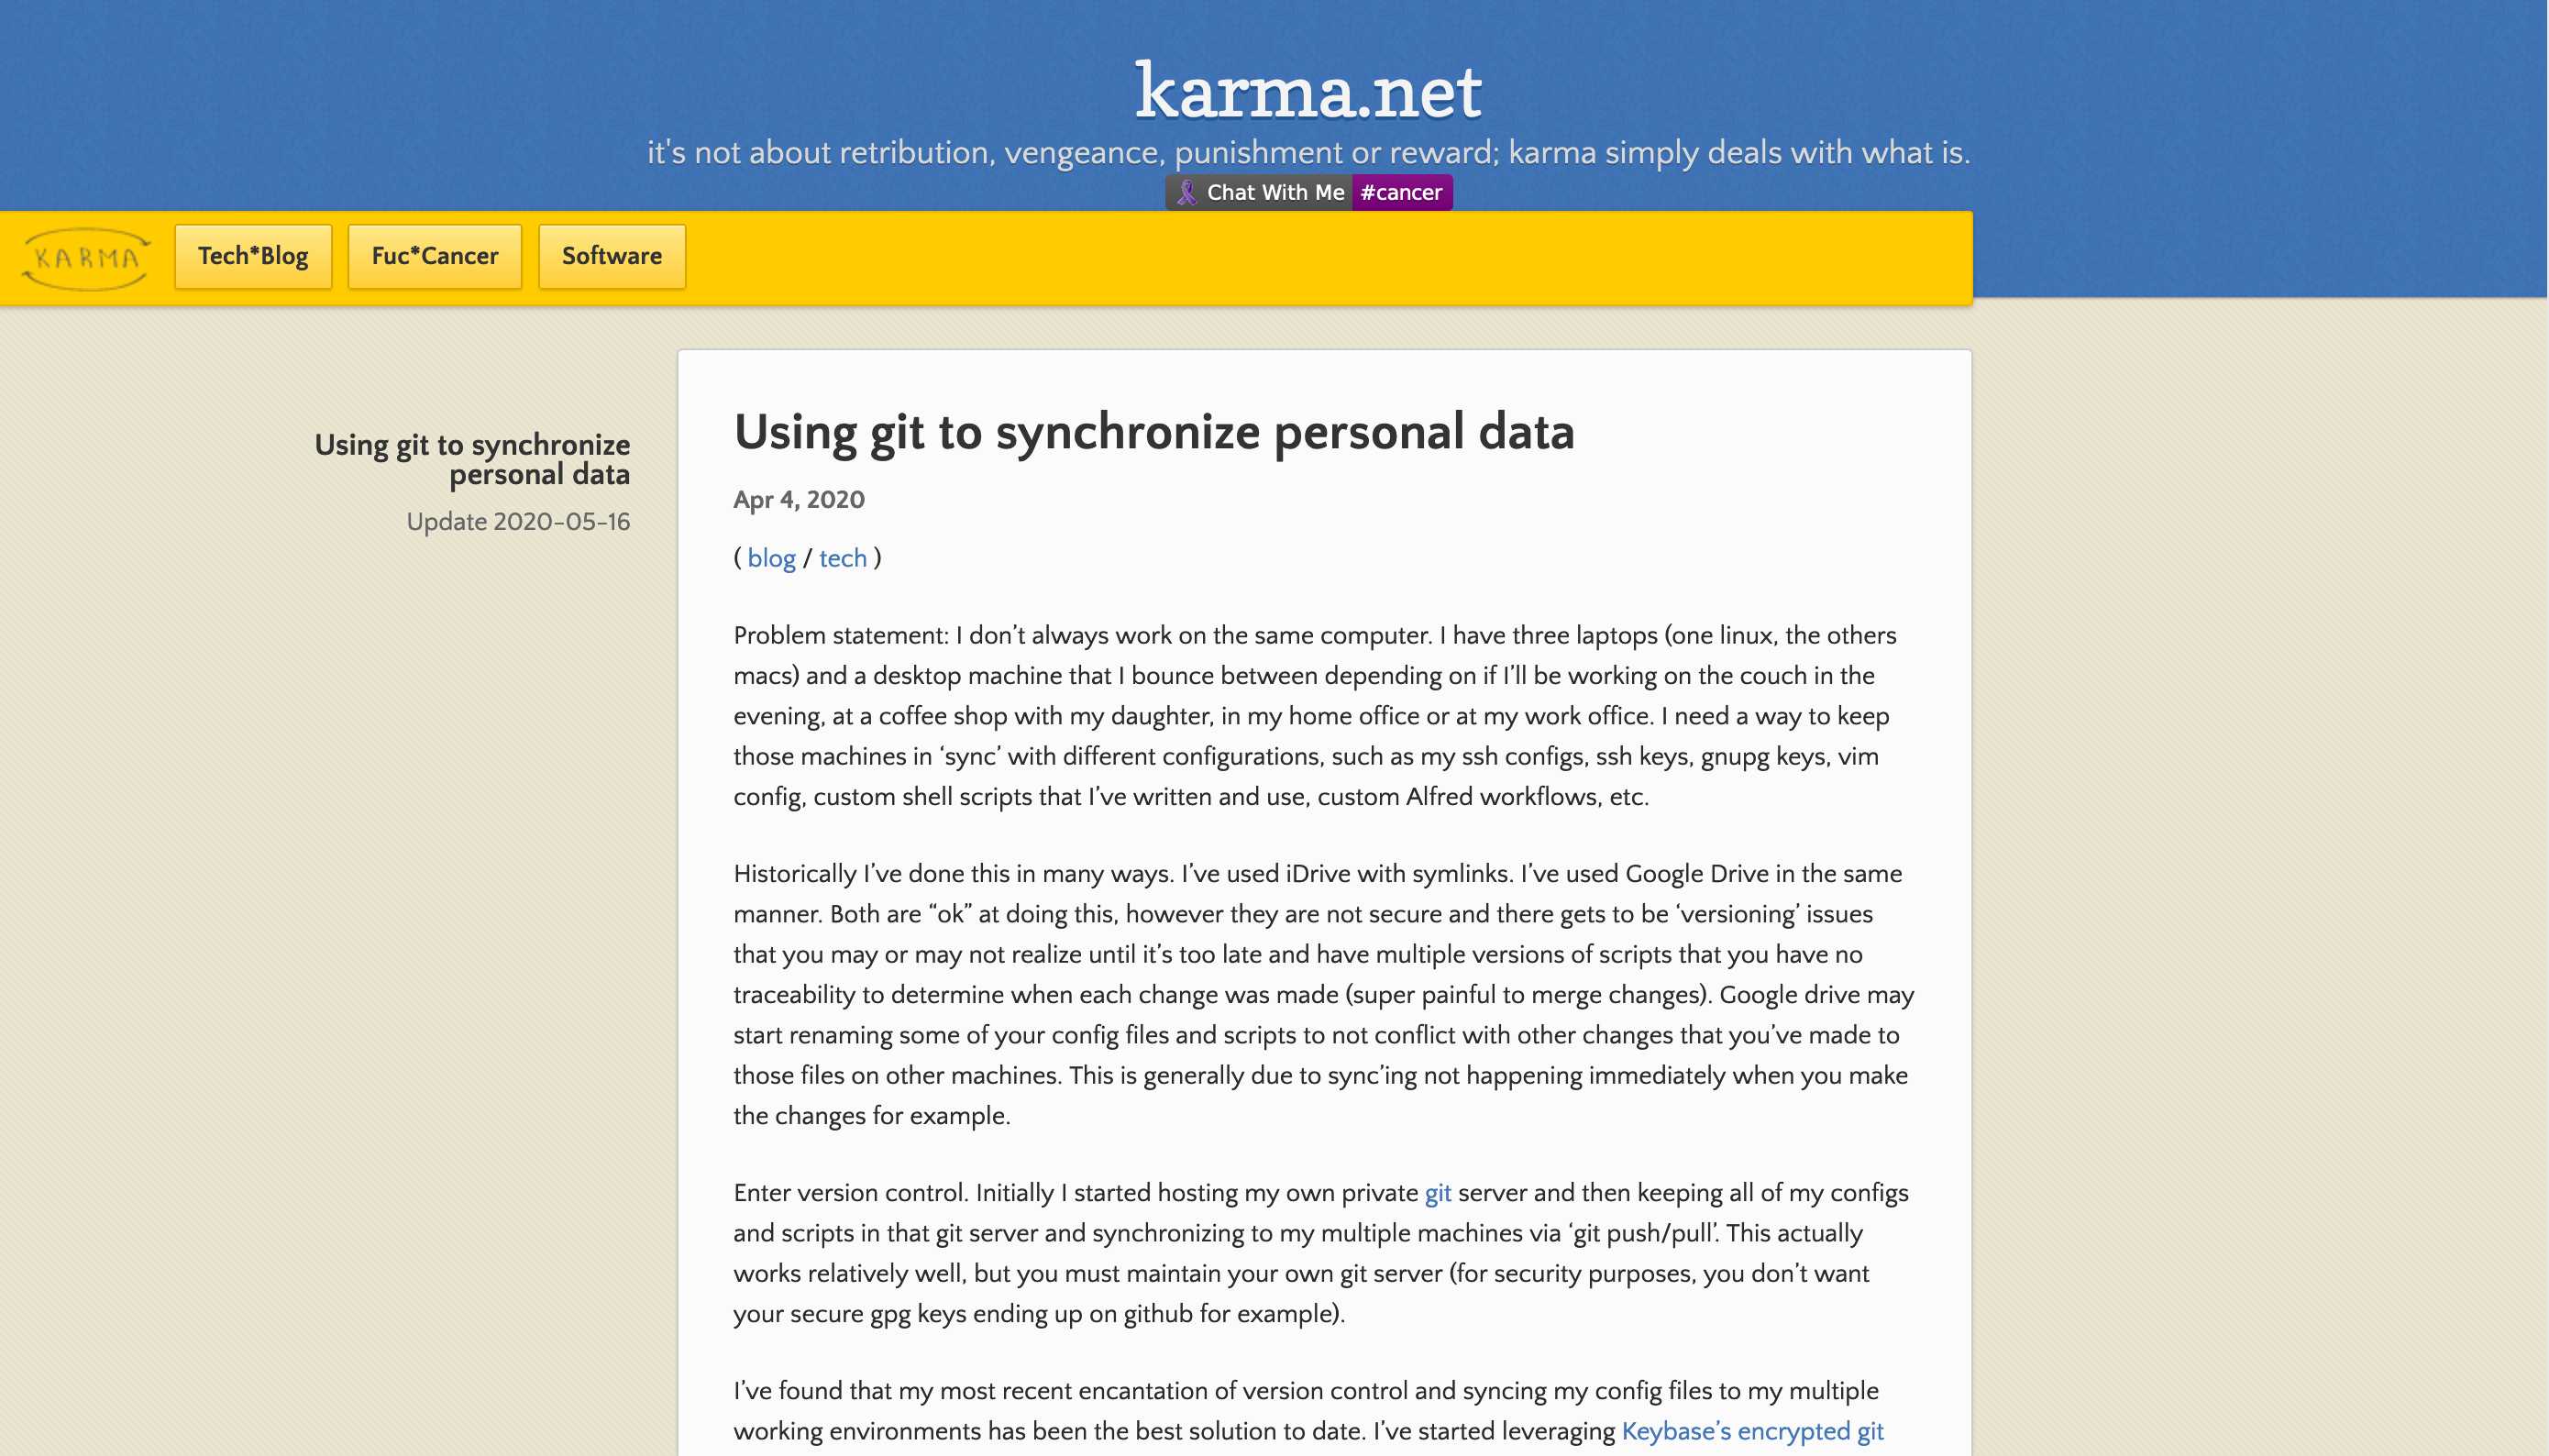 karma.net
it's not about retribution, vengeance, punishment or reward; karma simply deals with what is.
Chat With Me #cancer
KARMA
Tech*Blog
Fuc*Cancer
Software
Using git to synchronize
personal data
Update 2020-05-16
Using git to synchronize personal data
Apr 4, 2020
( blog / tech )
Problem statement: I don’t always work on the same computer. I have three laptops (one linux, the others
macs) and a desktop machine that I bounce between depending on if I’ll be working on the couch in the
evening, at a coffee shop with my daughter, in my home office or at my work office. I need a way to keep
those machines in ‘sync’ with different configurations, such as my ssh configs, ssh keys, gnupg keys, vim
config, custom shell scripts that I’ve written and use, custom Alfred workflows, etc.
Historically I’ve done this in many ways. I’ve used iDrive with symlinks. I’ve used Google Drive in the same
manner. Both are “ok” at doing this, however they are not secure and there gets to be ‘versioning’ issues
that you may or may not realize until it’s too late and have multiple versions of scripts that you have no
traceability to determine when each change was made (super painful to merge changes). Google drive may
start renaming some of your config files and scripts to not conflict with other changes that you’ve made to
those files on other machines. This is generally due to sync’ing not happening immediately when you make
the changes for example.
Enter version control. Initially I started hosting my own private git server and then keeping all of my configs
and scripts in that git server and synchronizing to my multiple machines via ‘git push/pull’. This actually
works relatively well, but you must maintain your own git server (for security purposes, you don’t want
your secure gpg keys ending up on github for example).
I’ve found that my most recent encantation of version control and syncing my config files to my multiple
working environments has been the best solution to date. I’ve started leveraging Keybase’s encrypted git